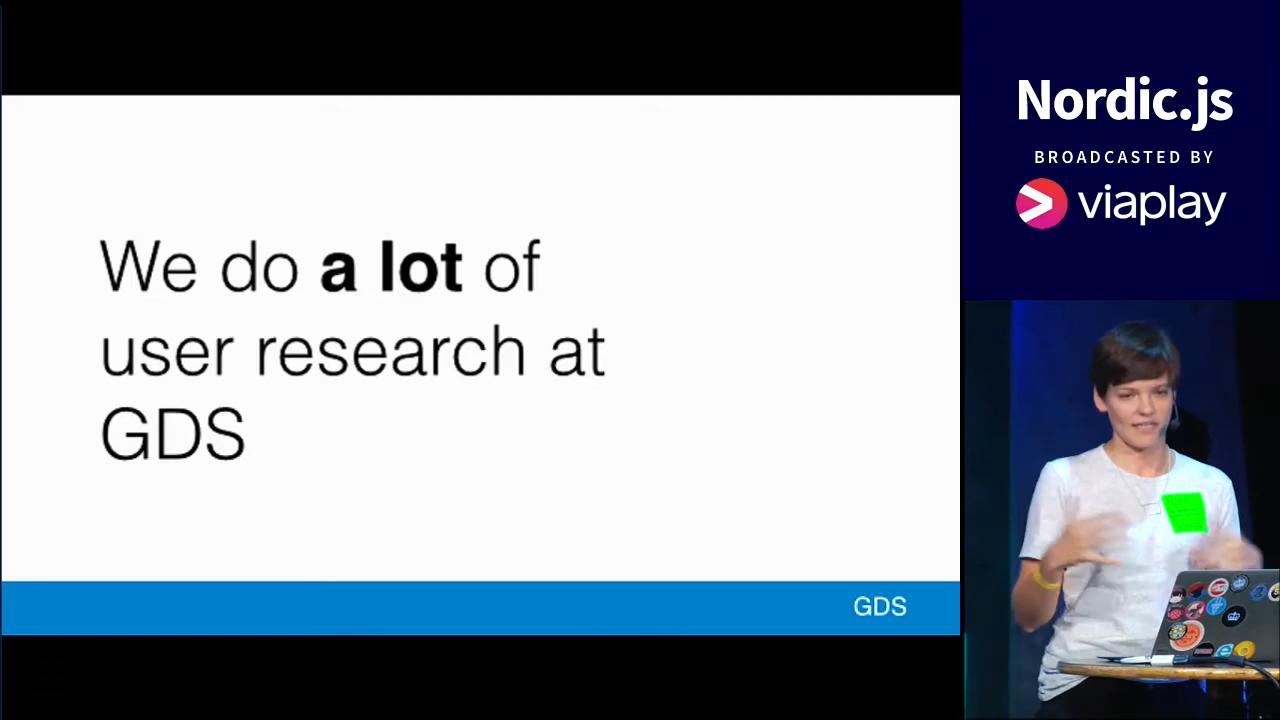 We do a lot of
user research at
GDS
GDS
Nordic.js
BROADCASTED BY
viaplay